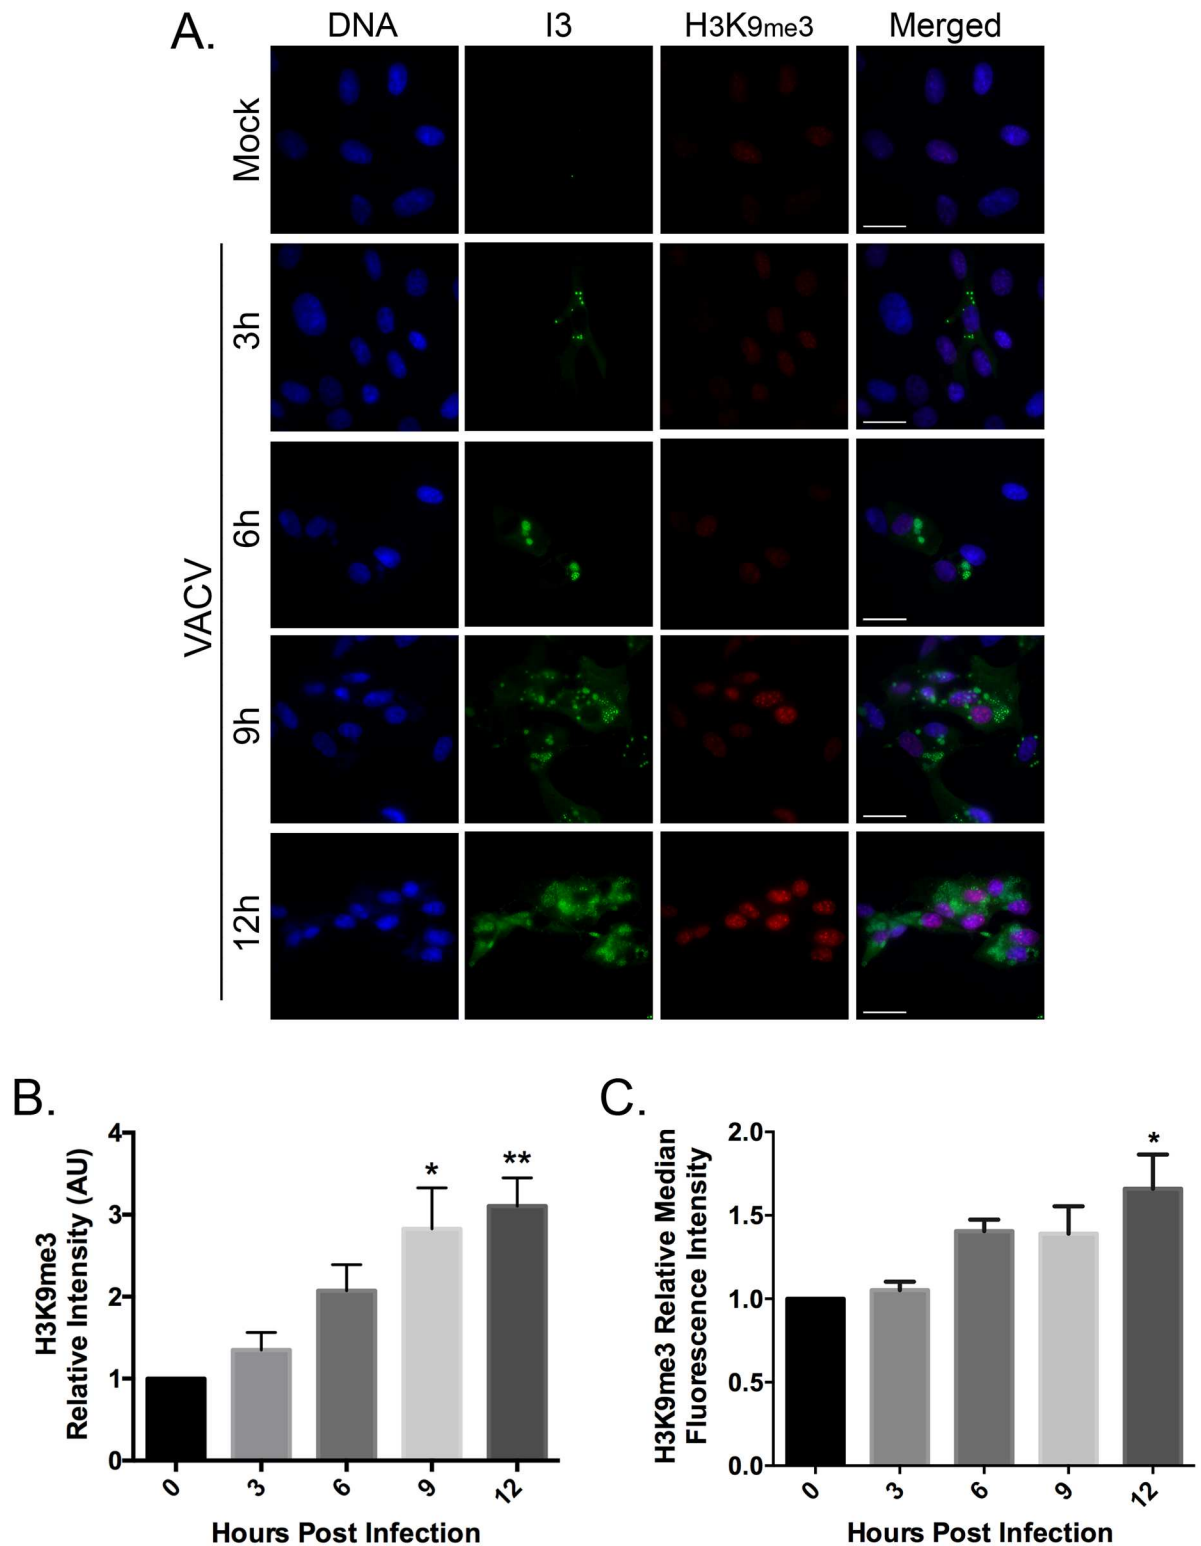 A.
DNA I3 H3K9me3 Merged
Mock
3h
6h
9h
12h
VACV
B.
H3K9me3
Relative Intensity (AU)
4
3
2
1
0
* **
0 3 6 9 12
Hours Post Infection
C.
H3K9me3 Relative Median
Fluorescence Intensity
2.0
1.5
1.0
0.5
0.0
*
0 3 6 9 12
Hours Post Infection